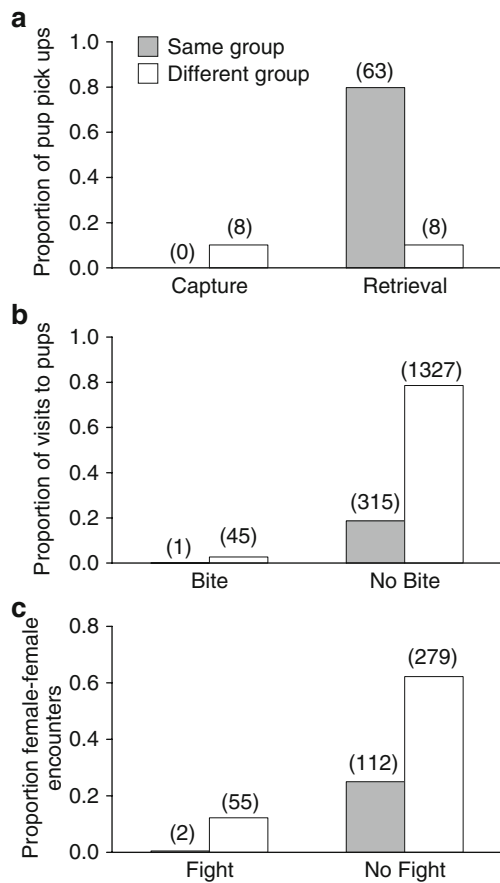 a
Proportion of pup pick ups
1.0
0.8
0.6
0.4
0.2
0.0
Same group
Different group
(0)
(8)
(63)
(8)
Capture
Retrieval
b
Proportion of visits to pups
1.0
0.8
0.6
0.4
0.2
0.0
(1)
(45)
(315)
(1327)
Bite
No Bite
c
Proportion female-female
encounters
0.8
0.6
0.4
0.2
0.0
(2)
(55)
(112)
(279)
Fight
No Fight